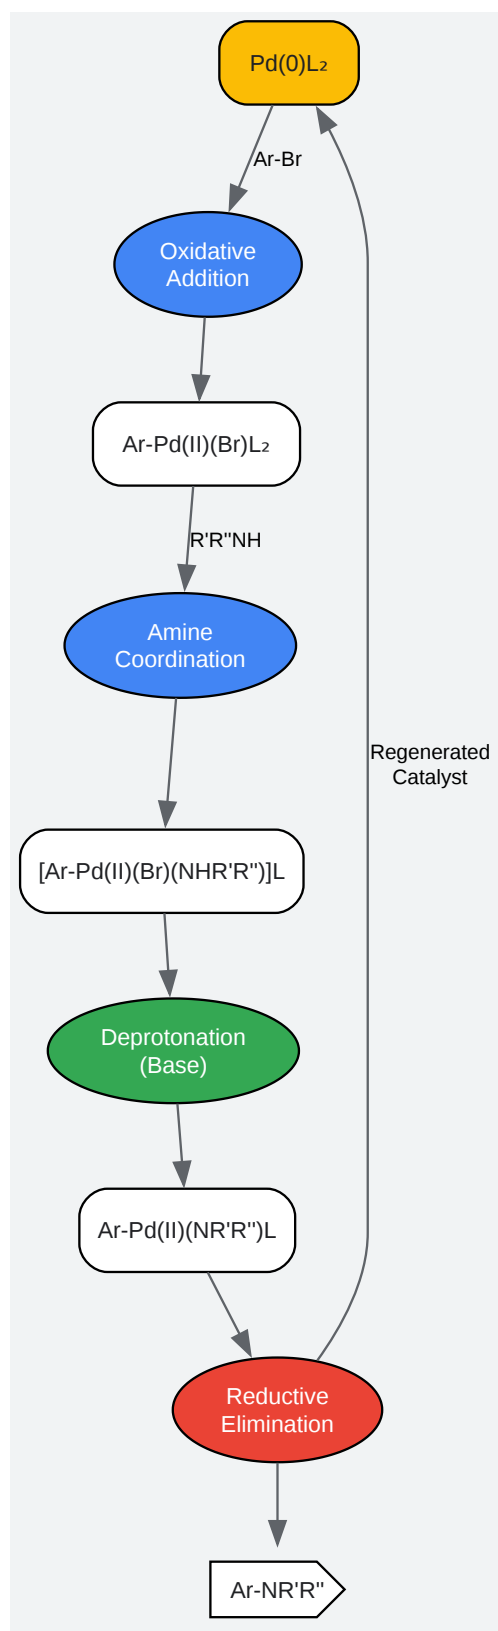 Pd(0)L₂
Ar-Br
Oxidative
Addition
Ar-Pd(II)(Br)L₂
R'R''NH
Amine
Coordination
Regenerated
Catalyst
[Ar-Pd(II)(Br)(NHR'R'')]L
Deprotonation
(Base)
Ar-Pd(II)(NR'R'')L
Reductive
Elimination
Ar-NR'R''